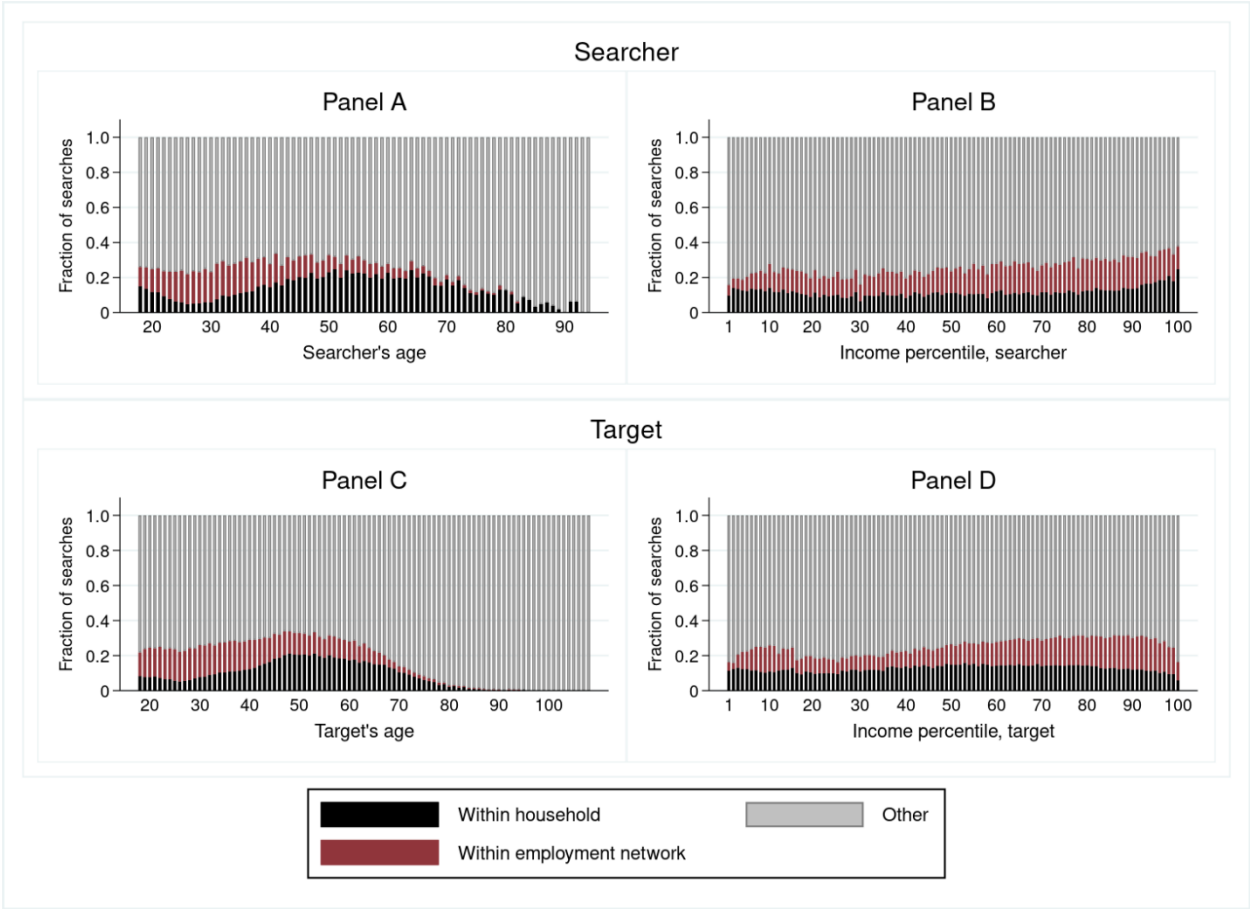 Searcher
Panel A
Fraction of searches
1.0
0.8
0.6
0.4
0.2
0
20 30 40 50 60 70 80 90
Searcher's age
Panel B
Fraction of searches
1.0
0.8
0.6
0.4
0.2
0
1 10 20 30 40 50 60 70 80 90 100
Income percentile, searcher
Target
Panel C
Fraction of searches
1.0
0.8
0.6
0.4
0.2
0
20 30 40 50 60 70 80 90 100
Target's age
Panel D
Fraction of searches
1.0
0.8
0.6
0.4
0.2
0
1 10 20 30 40 50 60 70 80 90 100
Income percentile, target
Within household
Other
Within employment network